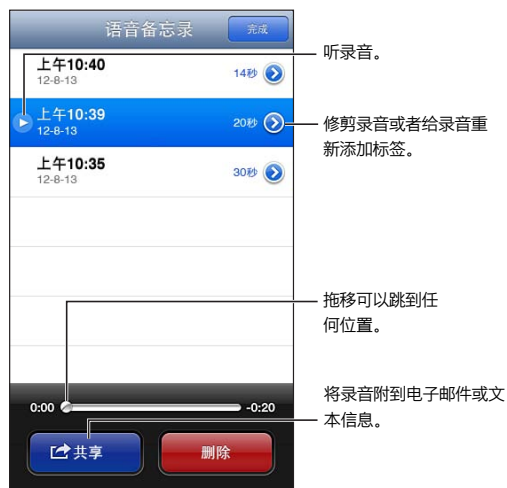 语音备忘录
完成
听录音。
上午10:40
12-8-13
14秒
上午10:39
12-8-13
20秒
修剪录音或者给录音重
新添加标签。
上午10:35
12-8-13
30秒
拖移可以跳到任
何位置。
将录音附到电子邮件或文
本信息。
0:00
-0:20
共享
删除